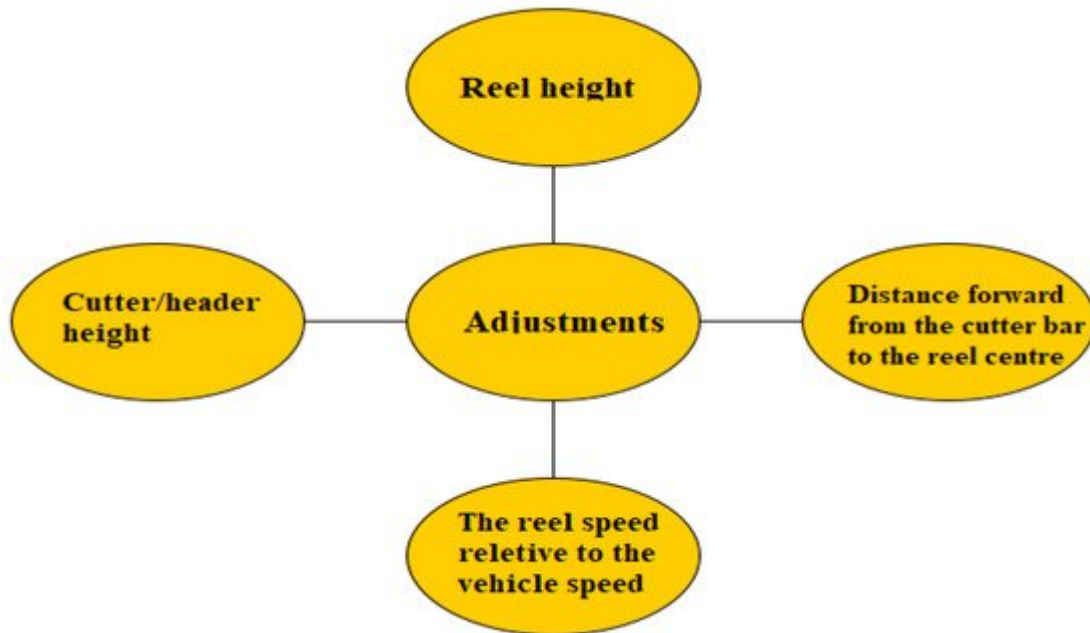 Reel height
Cutter/header
height
Adjustments
Distance forward
from the cutter bar
to the reel centre
The reel speed
reletive to the
vehicle speed